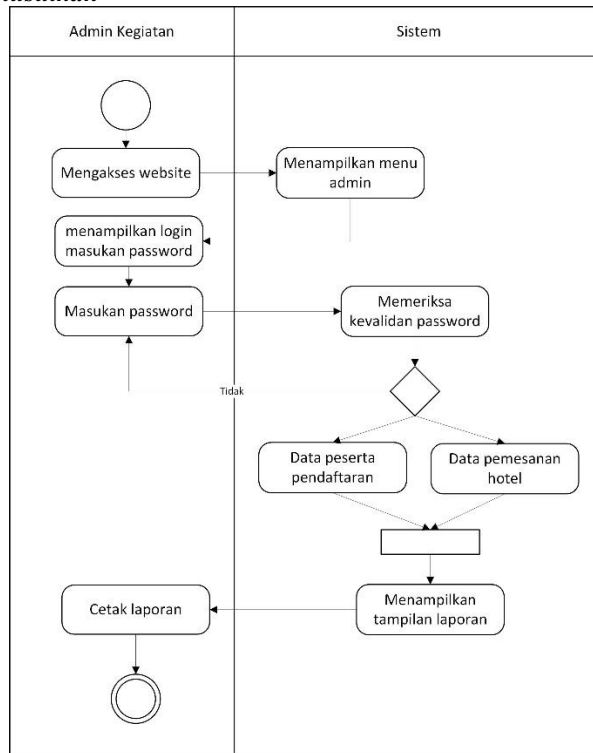 Admin Kegiatan
Sistem
Mengakses website
Menampilkan menu
admin
menampilkan login
masukan password
Masukan password
Memeriksa
kevalidan password
Tidak
Data peserta
pendaftaran
Data pemesanan
hotel
Menampilkan
tampilan laporan
Cetak laporan